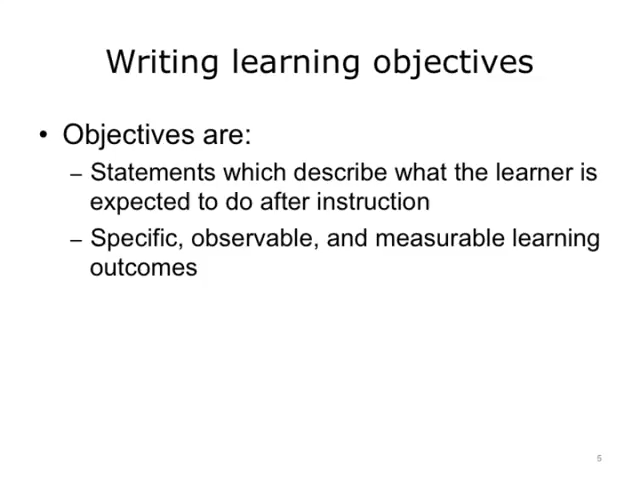 Writing learning objectives
• Objectives are:
– Statements which describe what the learner is
expected to do after instruction
– Specific, observable, and measurable learning
outcomes
5